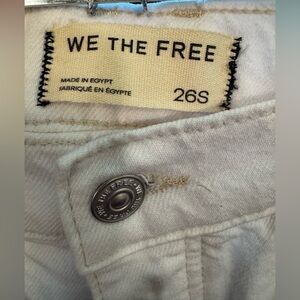 WE THE FREE
MADE IN EGYPT
FABRIQUÉ EN ÉGYPTE
26S